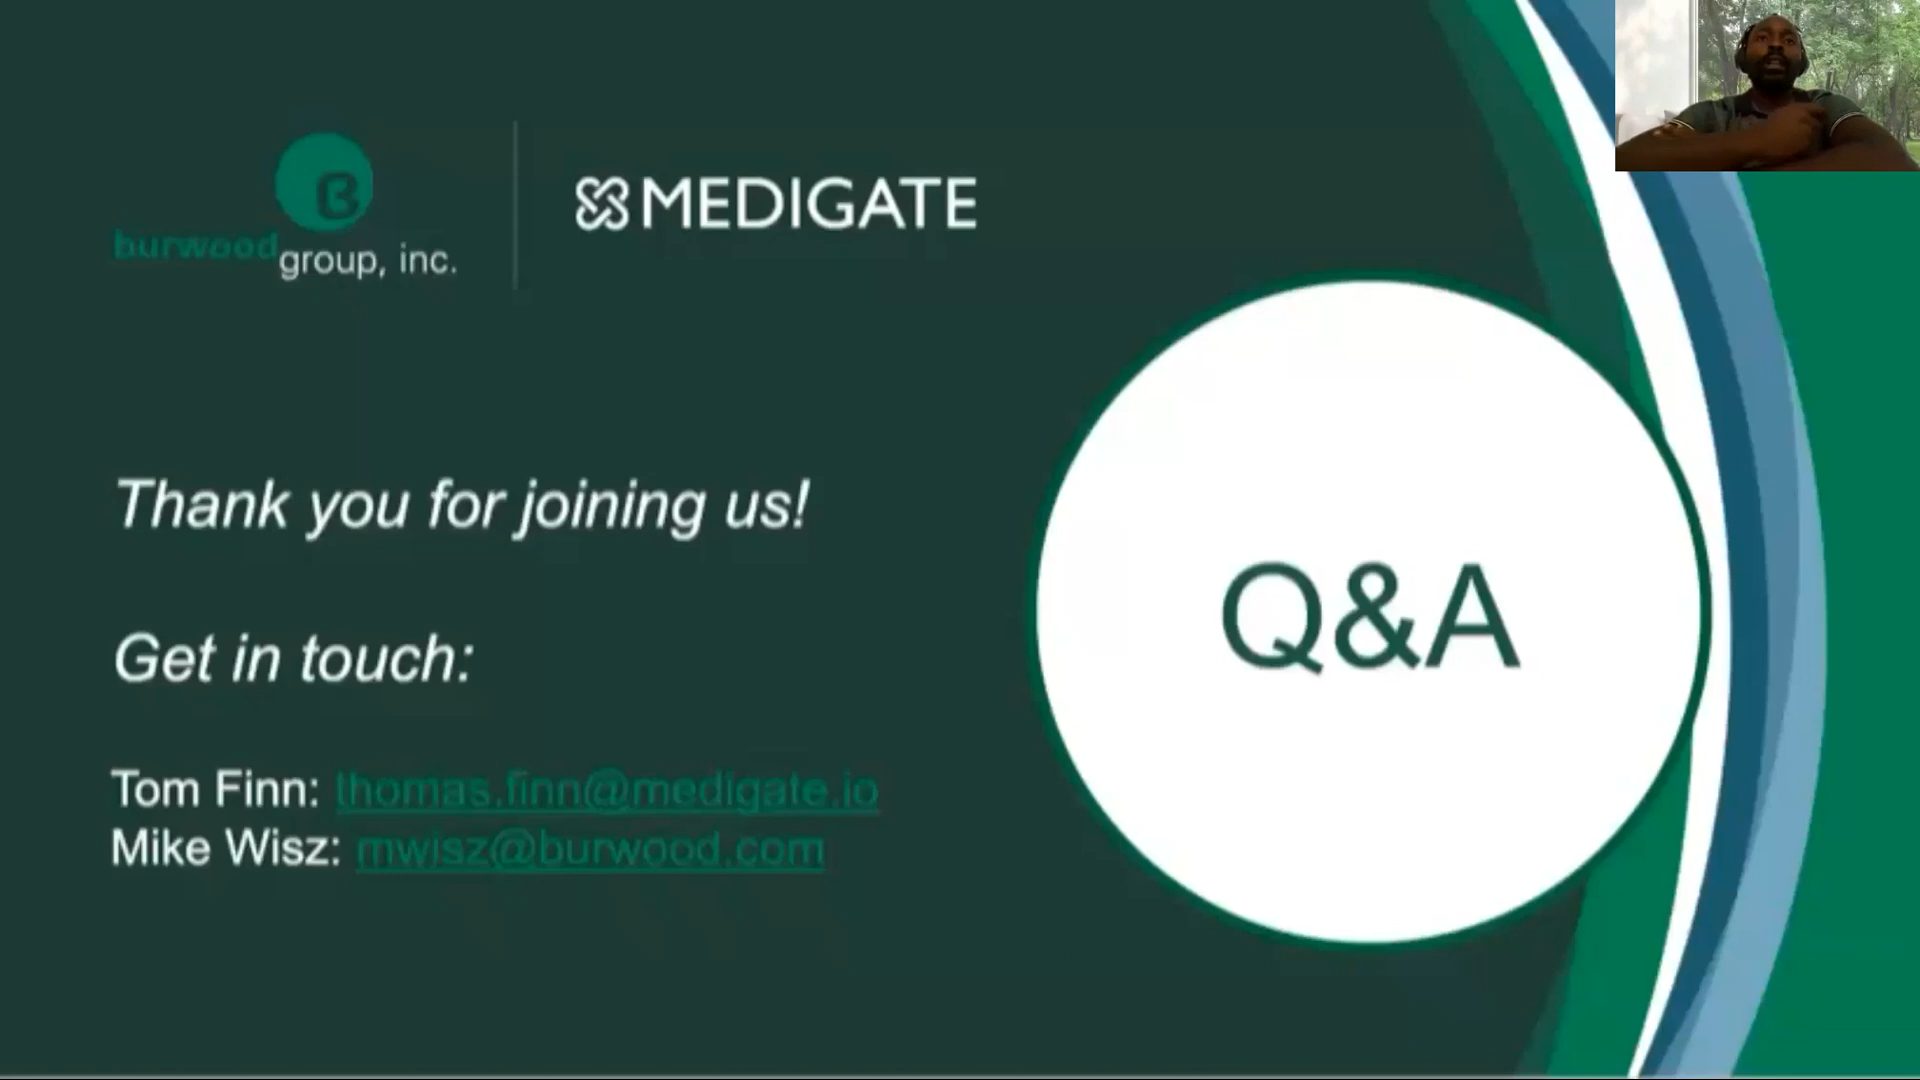 burwood
group, inc.
MEDIGATE
Thank you for joining us!
Get in touch:
Tom Finn: thomas.finn@medigate.io
Mike Wisz: mwisz@burwood.com
Q&A